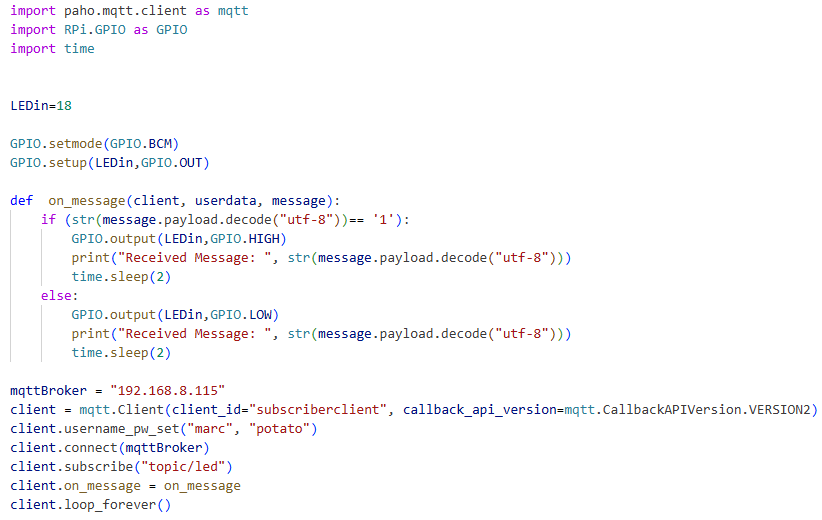 import paho.mqtt.client as mqtt
import RPi.GPIO as GPIO
import time
LEDin=18
GPIO.setmode(GPIO.BCM)
GPIO.setup(LEDin,GPIO.OUT)
def  on_message(client, userdata, message):
    if (str(message.payload.decode("utf-8"))== '1'):
        GPIO.output(LEDin,GPIO.HIGH)
        print("Received Message: ", str(message.payload.decode("utf-8")))
        time.sleep(2)
    else:
        GPIO.output(LEDin,GPIO.LOW)
        print("Received Message: ", str(message.payload.decode("utf-8")))
        time.sleep(2)
mqttBroker = "192.168.8.115"
client = mqtt.Client(client_id="subscriberclient", callback_api_version=mqtt.CallbackAPIVersion.VERSION2)
client.username_pw_set("marc", "potato")
client.connect(mqttBroker)
client.subscribe("topic/led")
client.on_message = on_message
client.loop_forever()